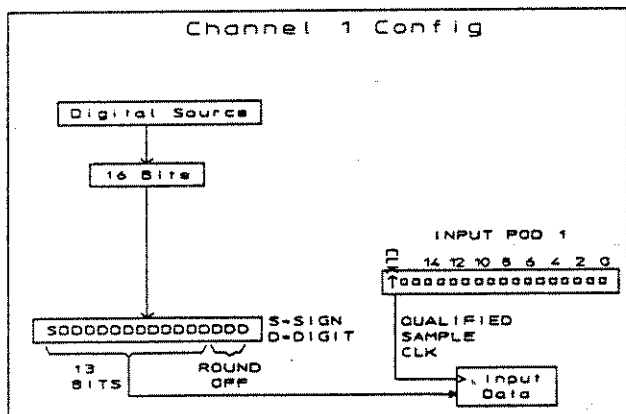 Channel 1 Config
Digital Source
16 Bits
INPUT POD 1
CLK
14 12 10 8 6 4 2 0
SDDDDDDDDDDDDDDD
S=SIGN
D=DIGIT
13
BITS
ROUND
OFF
QUALIFIED
SAMPLE
CLK
Input
Data